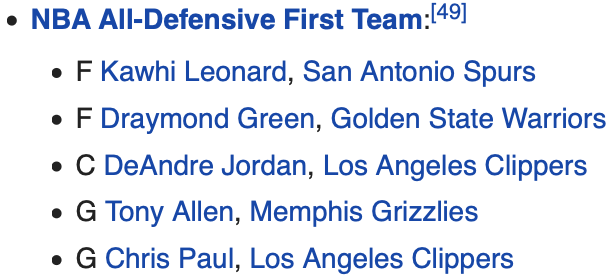 • NBA All-Defensive First Team:[49]
• F Kawhi Leonard, San Antonio Spurs
• F Draymond Green, Golden State Warriors
• C DeAndre Jordan, Los Angeles Clippers
• G Tony Allen, Memphis Grizzlies
• G Chris Paul, Los Angeles Clippers